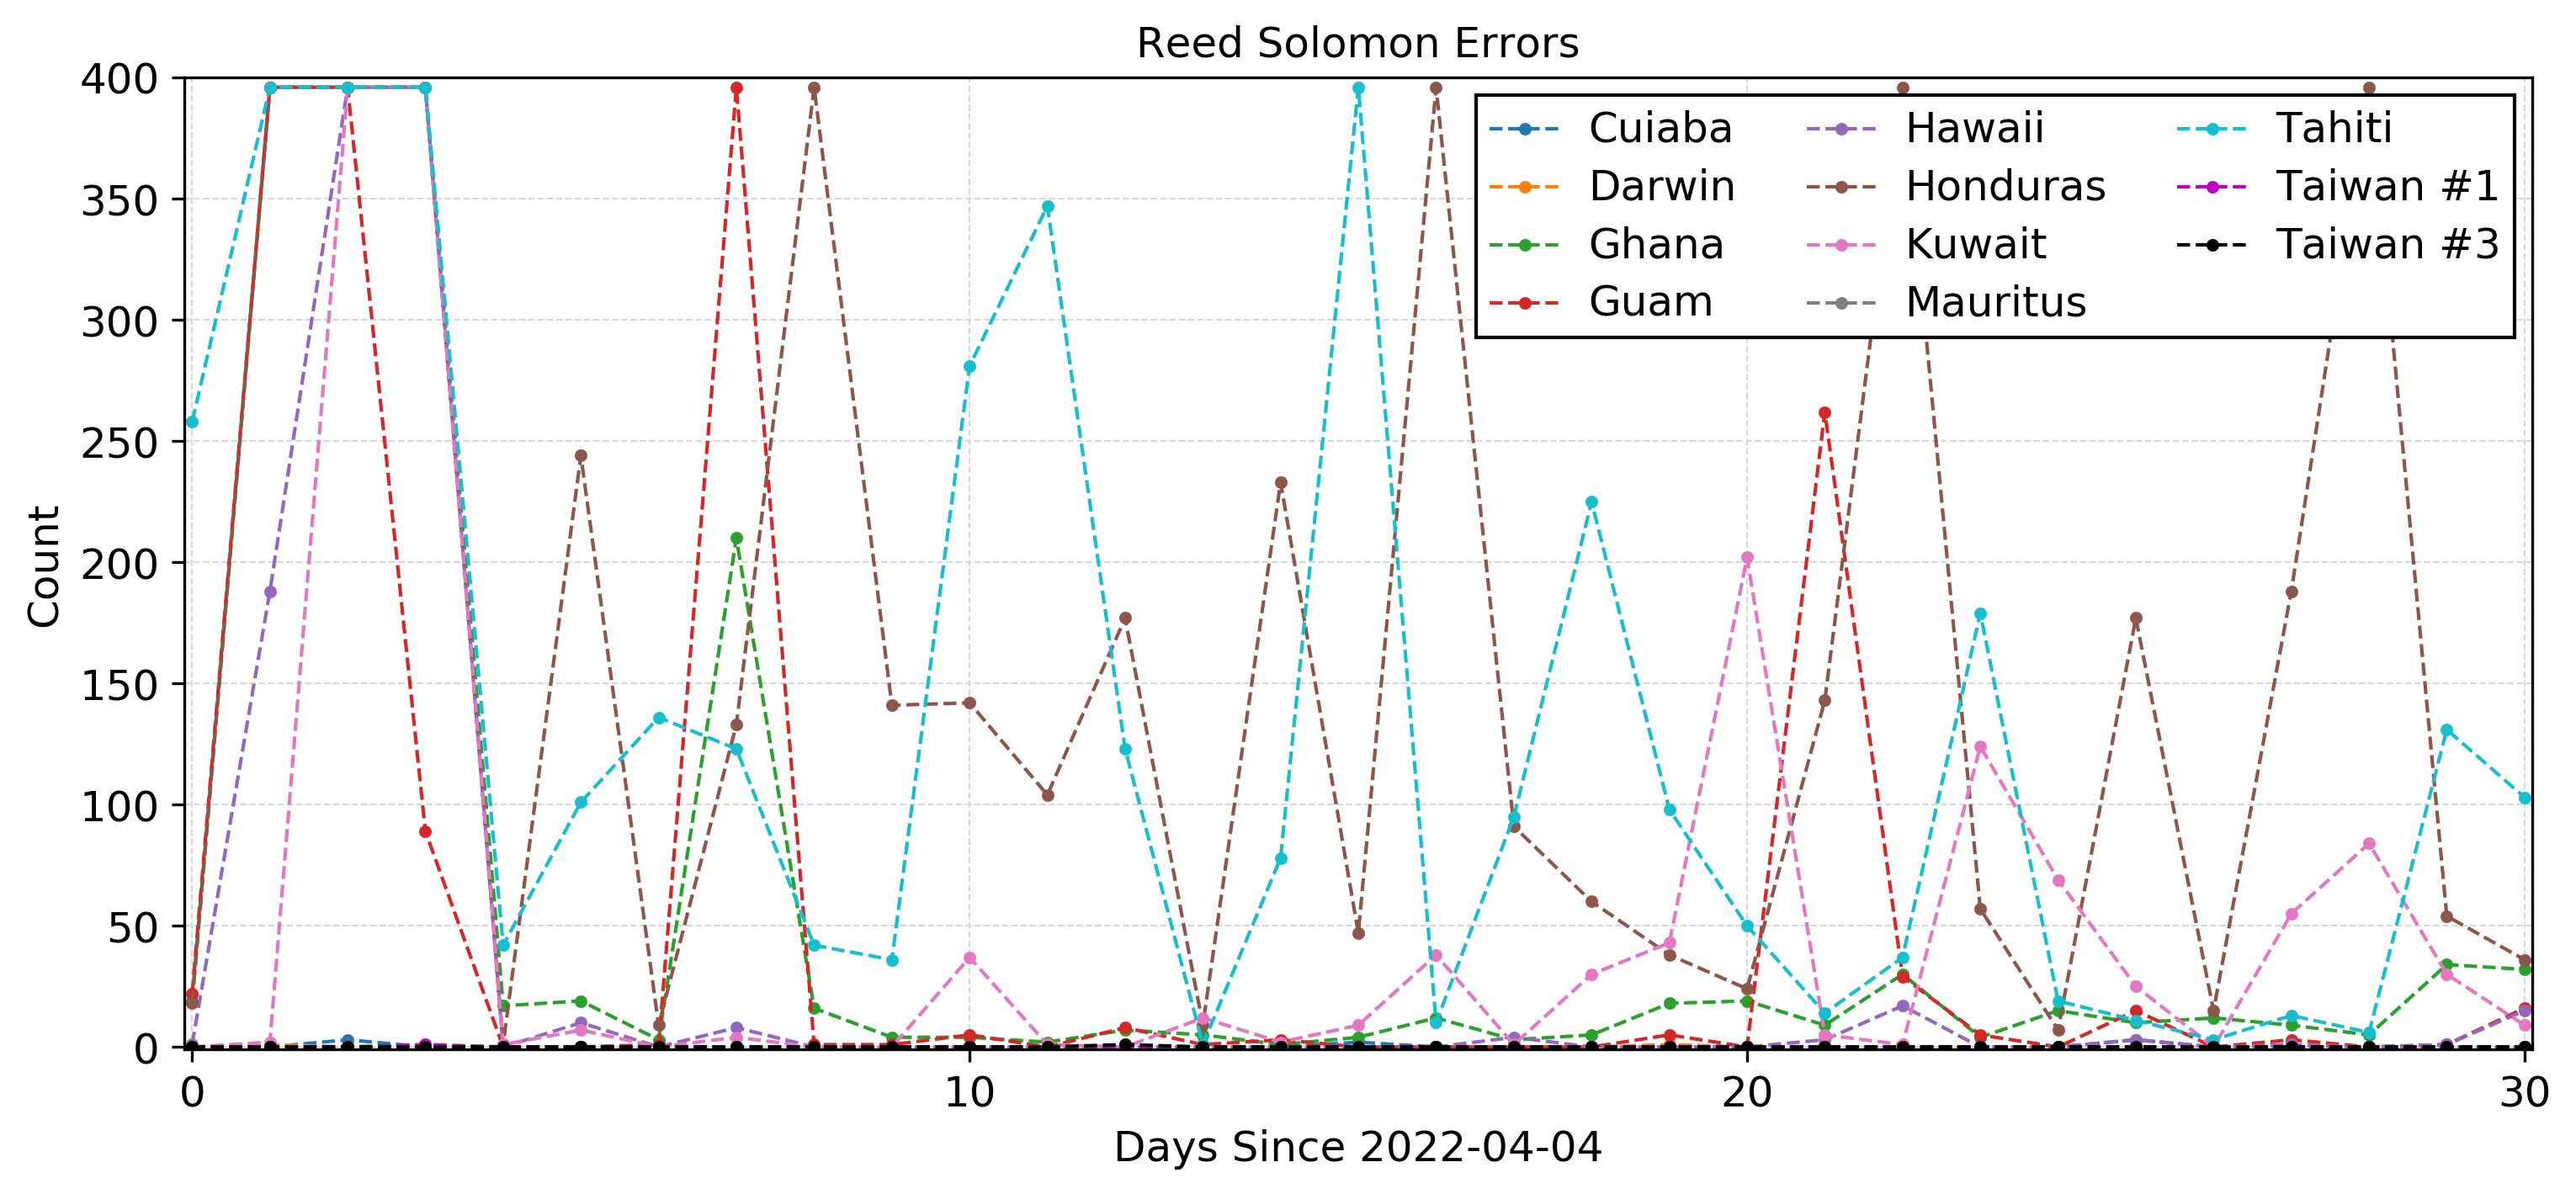 Reed Solomon Errors
400
350
300
250
200
150
100
50
0
Count
Cuiaba
Darwin
Ghana
Guam
Hawaii
Honduras
Kuwait
Mauritus
Tahiti
Taiwan #1
Taiwan #3
0 10 20 30
Days Since 2022-04-04